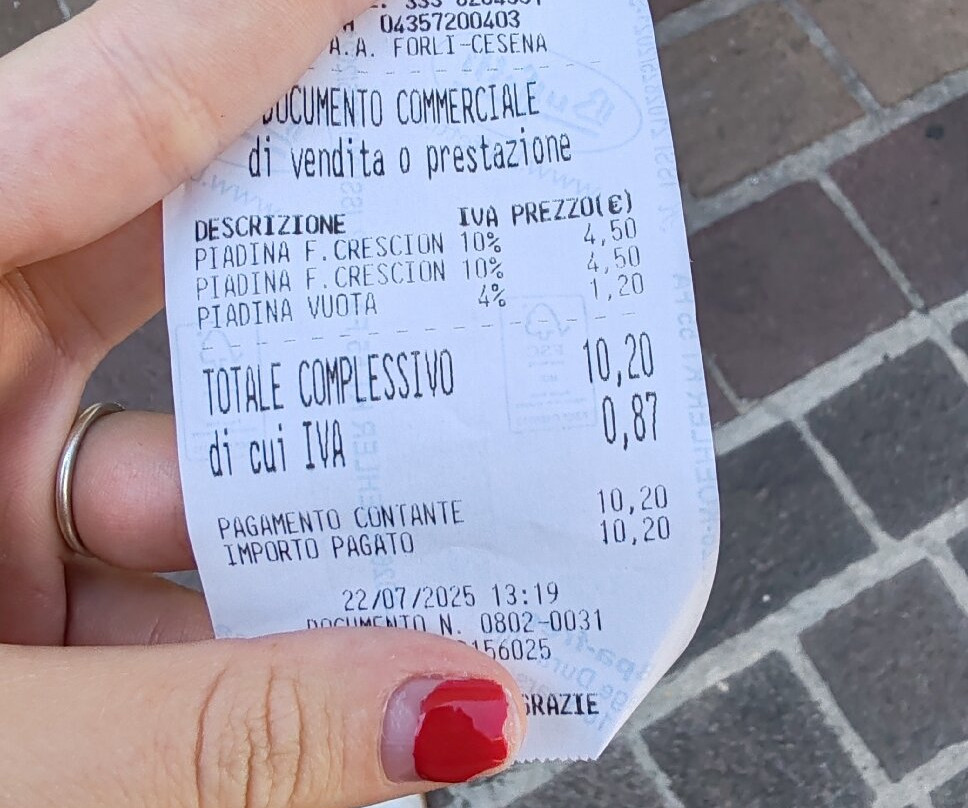 04357200403
A.A. FORLI-CESENA
DOCUMENTO COMMERCIALE
di vendita o prestazione
DESCRIZIONE IVA PREZZO(€)
PIADINA F.CRESCION 10% 4,50
PIADINA F.CRESCION 10% 4,50
PIADINA VUOTA 4% 1,20
TOTALE COMPLESSIVO 10,20
di cui IVA 0,87
PAGAMENTO CONTANTE 10,20
IMPORTO PAGATO 10,20
22/07/2025 13:19
DOCUMENTO N. 0802-0031
156025
GRAZIE